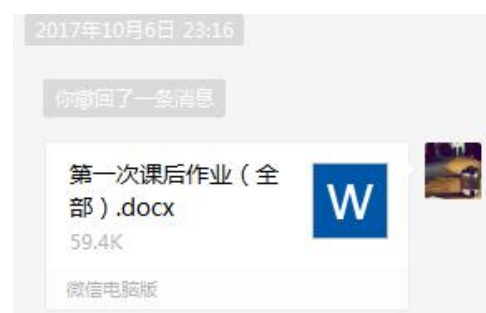 2017年10月6日 23:16
你撤回了一条消息
第一次课后作业（全
部）.docx
W
59.4K
微信电脑版